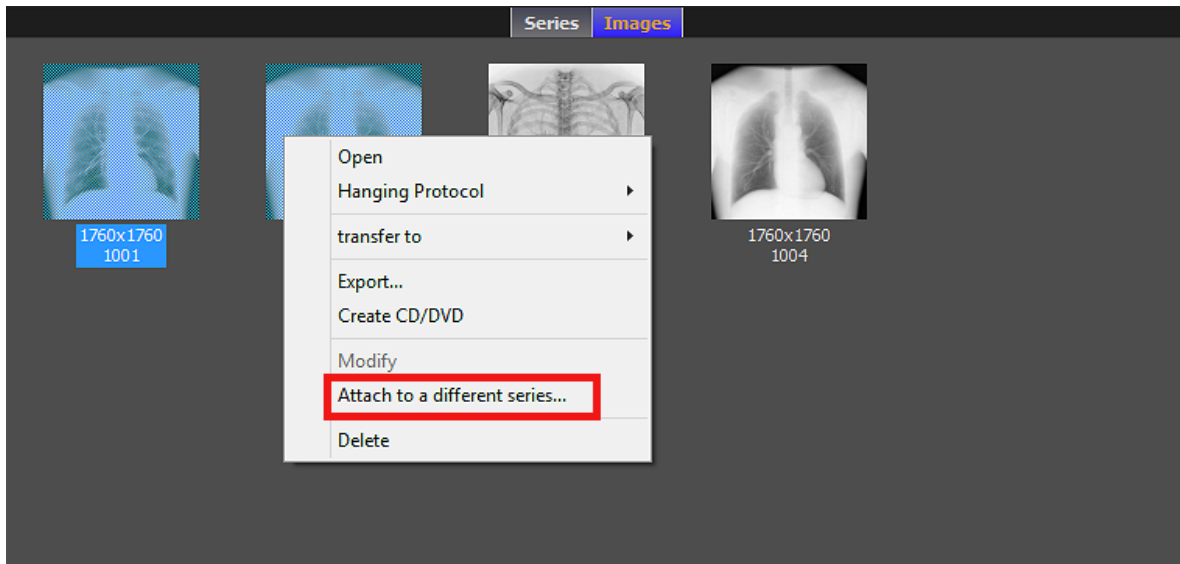 Series Images
1760x1760
1001
1760x1760
1004
Open
Hanging Protocol
transfer to
Export...
Create CD/DVD
Modify
Attach to a different series...
Delete